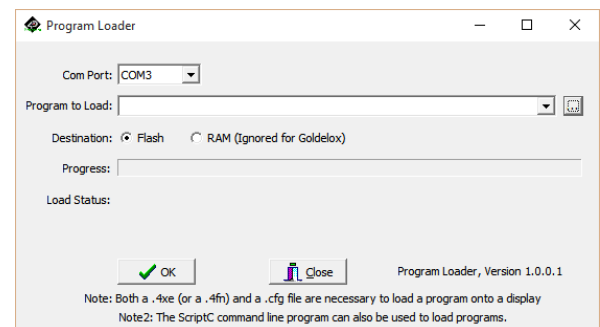 Program Loader
Com Port: COM3
Program to Load:
Destination: Flash RAM (Ignored for Goldelox)
Progress:
Load Status:
OK Close Program Loader, Version 1.0.0.1
Note: Both a .4xe (or a .4fn) and a .cfg file are necessary to load a program onto a display
Note2: The ScriptC command line program can also be used to load programs.